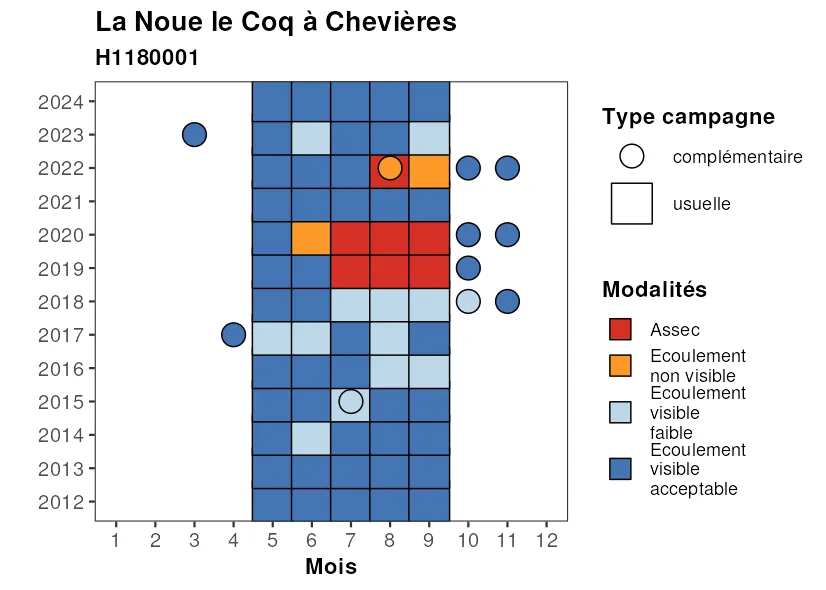 La Noue le Coq à Chevières
H1180001
2024
2023
2022
2021
2020
2019
2018
2017
2016
2015
2014
2013
2012
1 2 3 4 5 6 7 8 9 10 11 12
Mois
Type campagne
complémentaire
usuelle
Modalités
Assec
Ecoulement
non visible
Ecoulement
visible
faible
Ecoulement
visible
acceptable